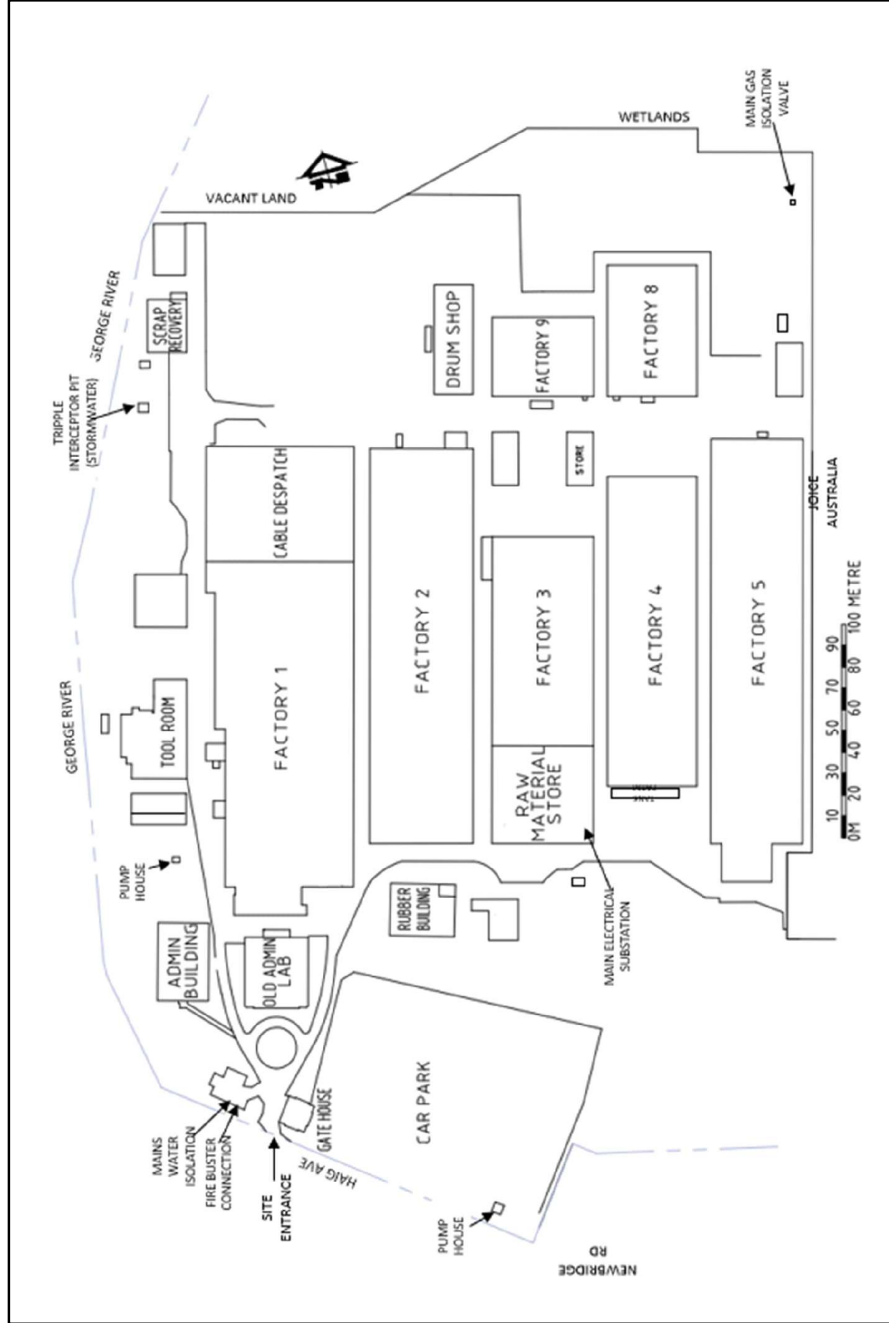 WETLANDS
MAIN GAS
ISOLATION
VALVE
VACANT LAND
N
GEORGE RIVER
SCRAP
RECOVERY
DRUM SHOP
FACTORY 9
FACTORY 8
TRIPPLE
INTERCEPTOR PIT
(STORMWATER)
CABLE DESPATCH
STORE
JOICE
AUSTRALIA
GEORGE RIVER
TOOL ROOM
FACTORY 1
FACTORY 2
FACTORY 3
FACTORY 4
FACTORY 5
RAW
MATERIAL
STORE
TANK
FARM
0M 10 20 30 40 50 60 70 80 90 100 METRE
PUMP
HOUSE
ADMIN
BUILDING
OLD ADMIN
LAB
RUBBER
BUILDING
MAIN ELECTRICAL
SUBSTATION
MAINS
WATER
ISOLATION
FIRE BUSTER
CONNECTION
SITE
ENTRANCE
GATE HOUSE
HAIG AVE
CAR PARK
PUMP
HOUSE
NEWBRIDGE
RD